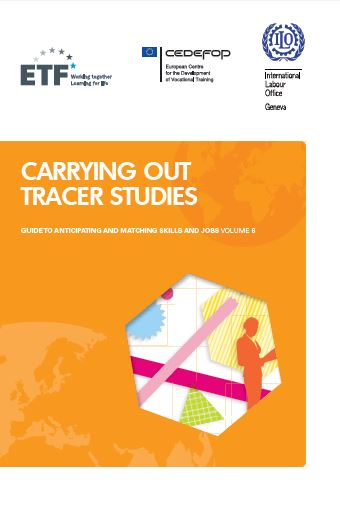 ETF
Working together
Learning for life
CEDEFOP
European Centre
for the Development
of Vocational Training
ILO
International
Labour
Office
Geneva
CARRYING OUT
TRACER STUDIES
GUIDE TO ANTICIPATING AND MATCHING SKILLS AND JOBS VOLUME 6